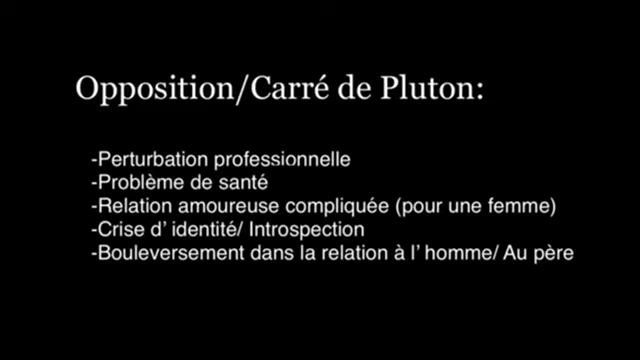 Opposition/Carré de Pluton:
-Perturbation professionnelle
-Problème de santé
-Relation amoureuse compliquée (pour une femme)
-Crise d' identité/ Introspection
-Bouleversement dans la relation à l' homme/ Au père